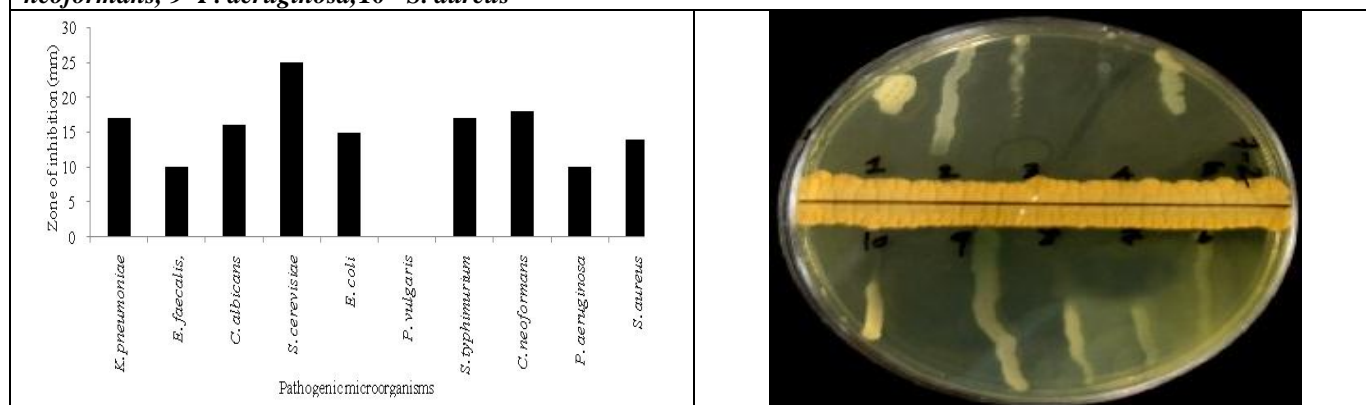 neoformans, 9- P. aeruginosa,10 - S. aureus
30
25
20
15
10
5
0
Zone of inhibition (mm)
K. pneumoniae
E. faecalis,
C. albicans
S. cerevisiae
E. coli
P. vulgaris
S. typhimurium
C. neoformans
P. aeruginosa
S. aureus
Pathogenic microorganisms
1 2 3 4
10 9 8